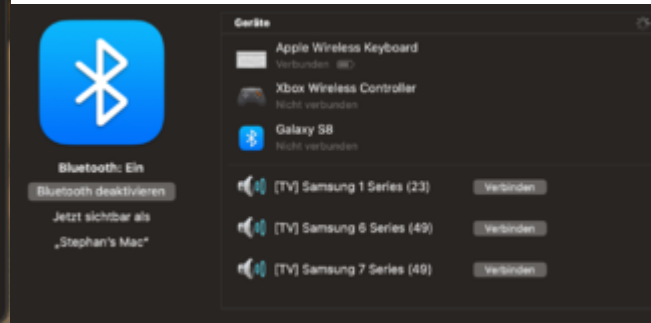 Bluetooth: Ein
Bluetooth deaktivieren
Jetzt sichtbar als
„Stephan's Mac“
Geräte
Apple Wireless Keyboard
Verbunden
Xbox Wireless Controller
Nicht verbunden
Galaxy S8
Nicht verbunden
[TV] Samsung 1 Series (23) Verbinden
[TV] Samsung 6 Series (49) Verbinden
[TV] Samsung 7 Series (49) Verbinden